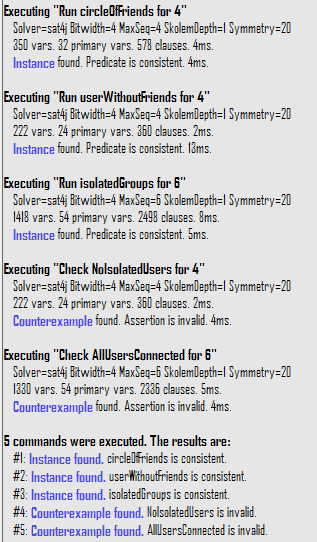 Executing "Run circleOfFriends for 4"
Solver=sat4j Bitwidth=4 MaxSeq=4 SkolemDepth=1 Symmetry=20
350 vars. 32 primary vars. 578 clauses. 4ms.
Instance found. Predicate is consistent. 4ms.
Executing "Run userWithoutFriends for 4"
Solver=sat4j Bitwidth=4 MaxSeq=4 SkolemDepth=1 Symmetry=20
222 vars. 24 primary vars. 360 clauses. 2ms.
Instance found. Predicate is consistent. 13ms.
Executing "Run isolatedGroups for 6"
Solver=sat4j Bitwidth=4 MaxSeq=6 SkolemDepth=1 Symmetry=20
1418 vars. 54 primary vars. 2498 clauses. 8ms.
Instance found. Predicate is consistent. 5ms.
Executing "Check NoIsolatedUsers for 4"
Solver=sat4j Bitwidth=4 MaxSeq=4 SkolemDepth=1 Symmetry=20
222 vars. 24 primary vars. 360 clauses. 2ms.
Counterexample found. Assertion is invalid. 4ms.
Executing "Check AllUsersConnected for 6"
Solver=sat4j Bitwidth=4 MaxSeq=6 SkolemDepth=1 Symmetry=20
1330 vars. 54 primary vars. 2336 clauses. 5ms.
Counterexample found. Assertion is invalid. 4ms.
5 commands were executed. The results are:
#1: Instance found. circleOfFriends is consistent.
#2: Instance found. userWithoutFriends is consistent.
#3: Instance found. isolatedGroups is consistent.
#4: Counterexample found. NoIsolatedUsers is invalid.
#5: Counterexample found. AllUsersConnected is invalid.